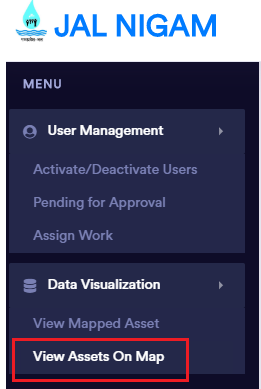 JAL NIGAM
MENU
User Management
Activate/Deactivate Users
Pending for Approval
Assign Work
Data Visualization
View Mapped Asset
View Assets On Map